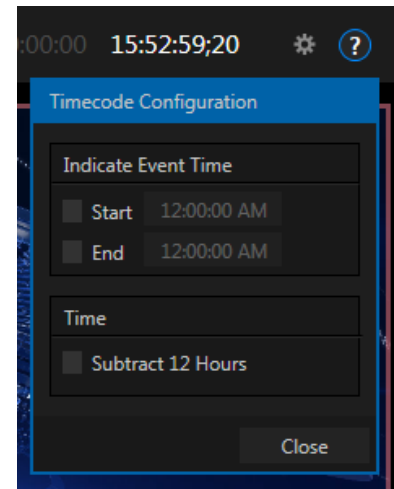 :00:00 15:52:59;20 ?
Timecode Configuration
Indicate Event Time
Start 12:00:00 AM
End 12:00:00 AM
Time
Subtract 12 Hours
Close